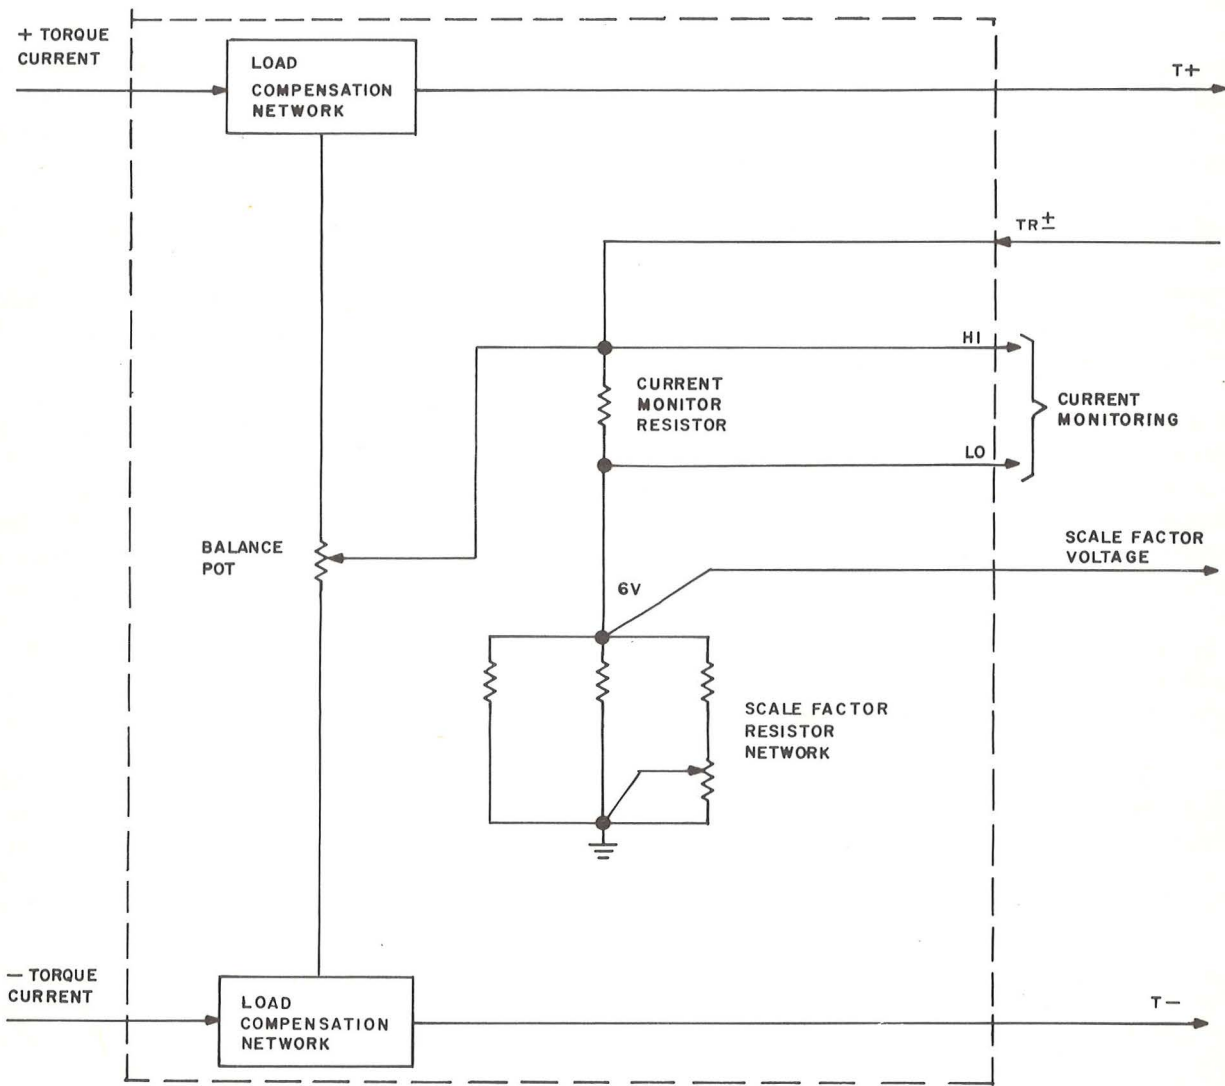 + TORQUE
CURRENT
LOAD
COMPENSATION
NETWORK
T+
TR±
HI
CURRENT
MONITOR
RESISTOR
CURRENT
MONITORING
LO
BALANCE
POT
SCALE FACTOR
VOLTAGE
6V
SCALE FACTOR
RESISTOR
NETWORK
— TORQUE
CURRENT
LOAD
COMPENSATION
NETWORK
T—